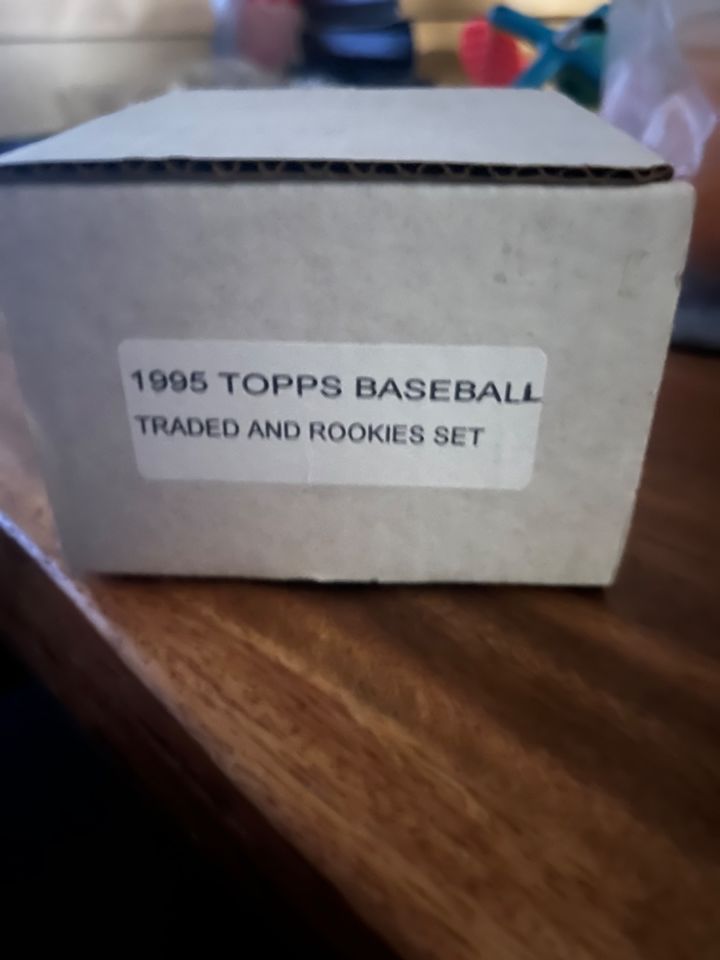 1995 TOPPS BASEBALL
TRADED AND ROOKIES SET